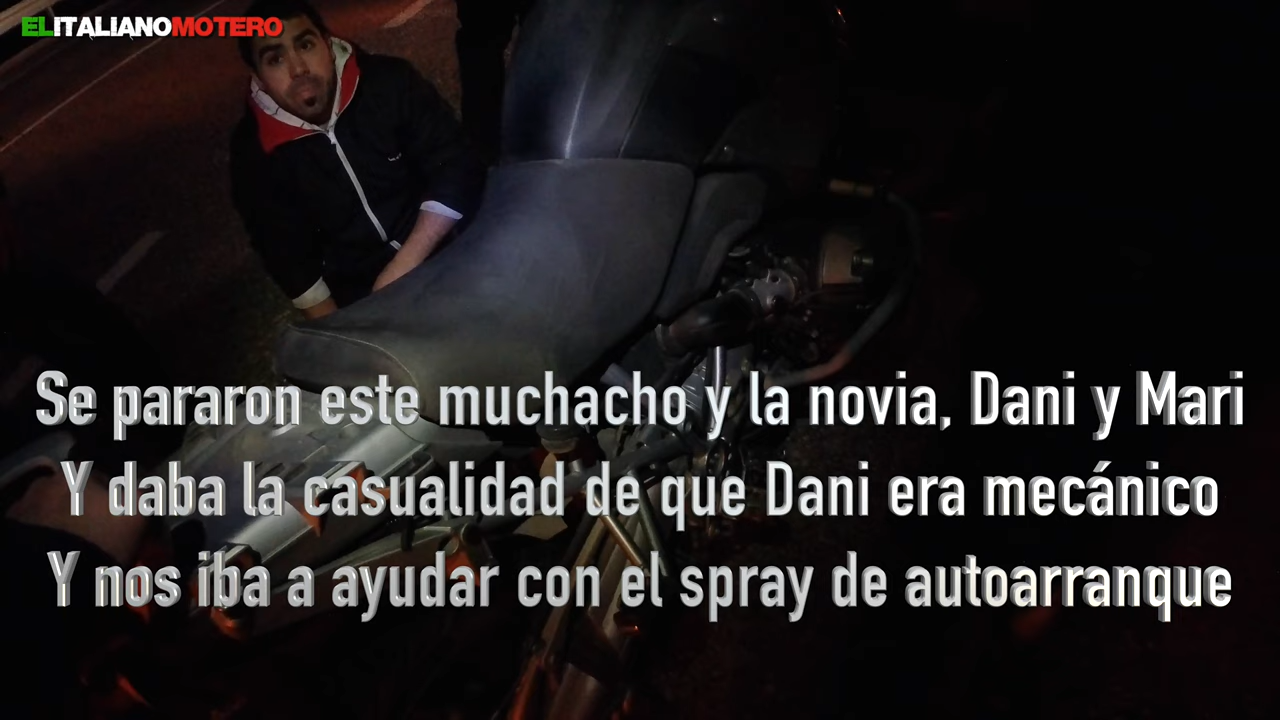 ELITALIANOMOTERO
Se pararon este muchacho y la novia, Dani y Mari
Y daba la casualidad de que Dani era mecánico
Y nos iba a ayudar con el spray de autoarranque